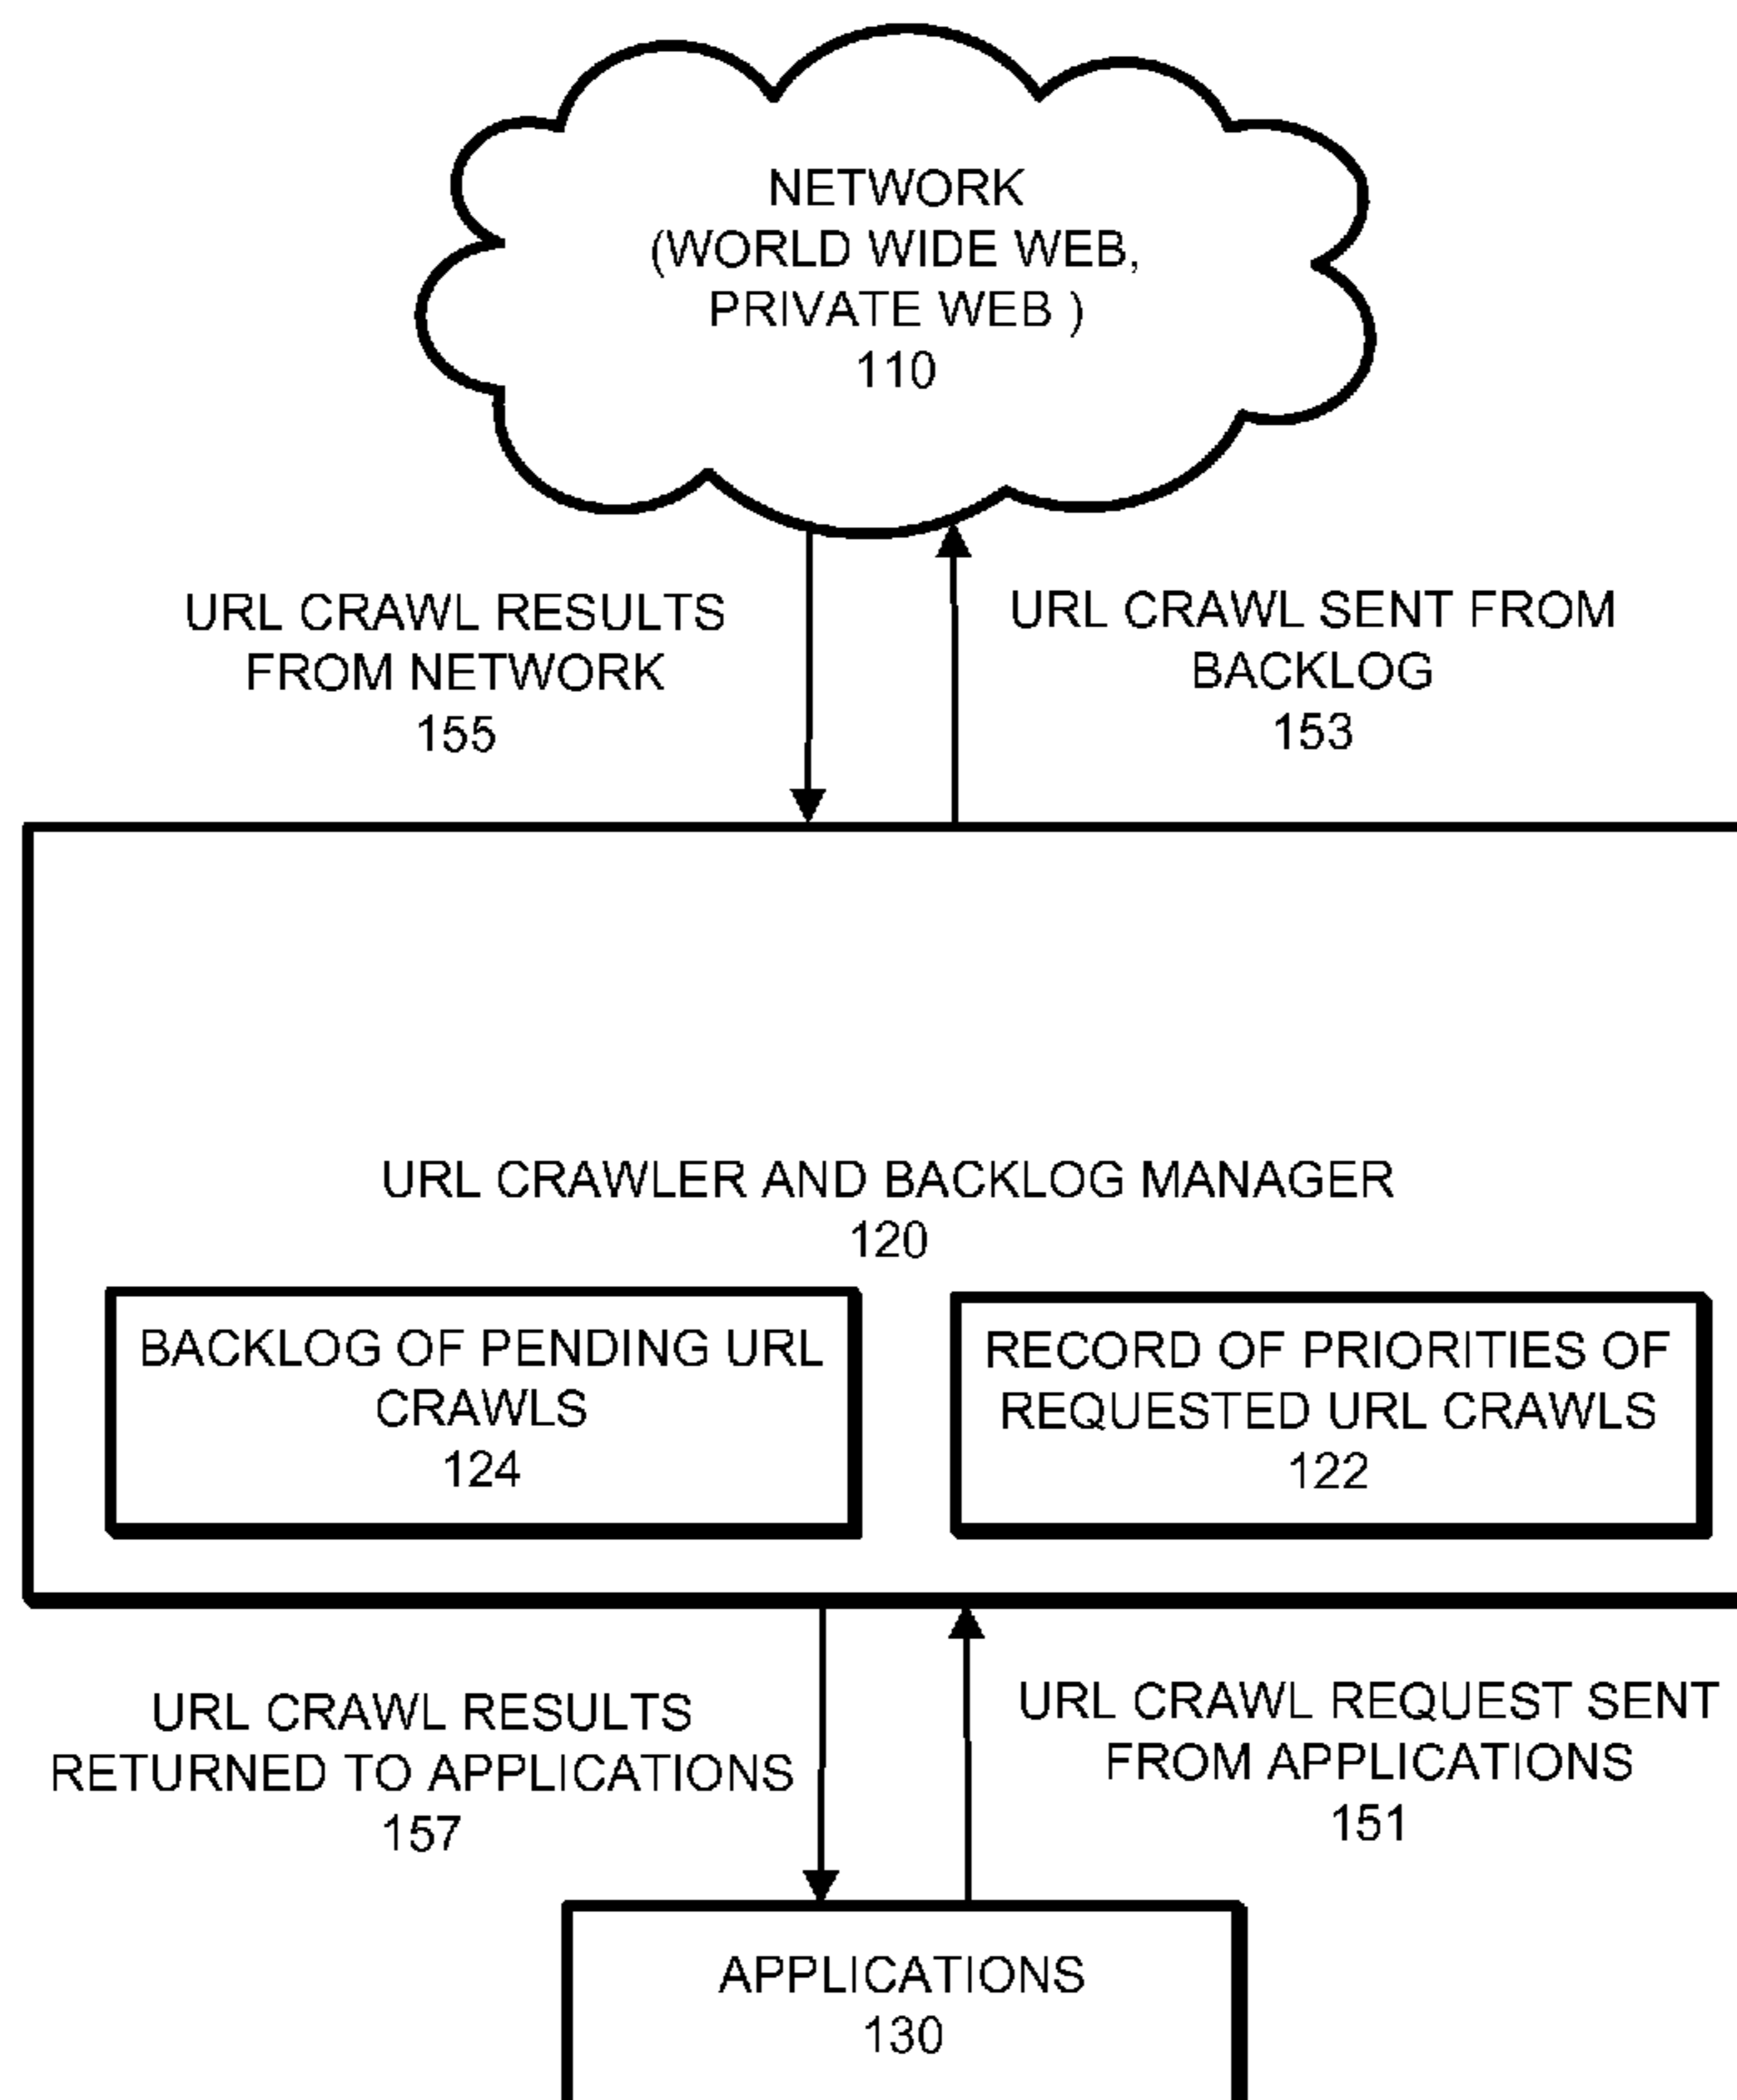 NETWORK
(WORLD WIDE WEB,
PRIVATE WEB )
110
URL CRAWL RESULTS
FROM NETWORK
155
URL CRAWL SENT FROM
BACKLOG
153
URL CRAWLER AND BACKLOG MANAGER
120
BACKLOG OF PENDING URL
CRAWLS
124
RECORD OF PRIORITIES OF
REQUESTED URL CRAWLS
122
URL CRAWL RESULTS
RETURNED TO APPLICATIONS
157
URL CRAWL REQUEST SENT
FROM APPLICATIONS
151
APPLICATIONS
130